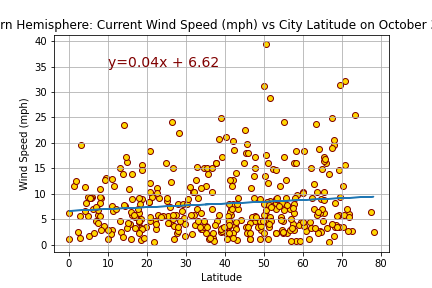 rn Hemisphere: Current Wind Speed (mph) vs City Latitude on October
y=0.04x + 6.62
Wind Speed (mph)
40
35
30
25
20
15
10
5
0
0 10 20 30 40 50 60 70 80
Latitude